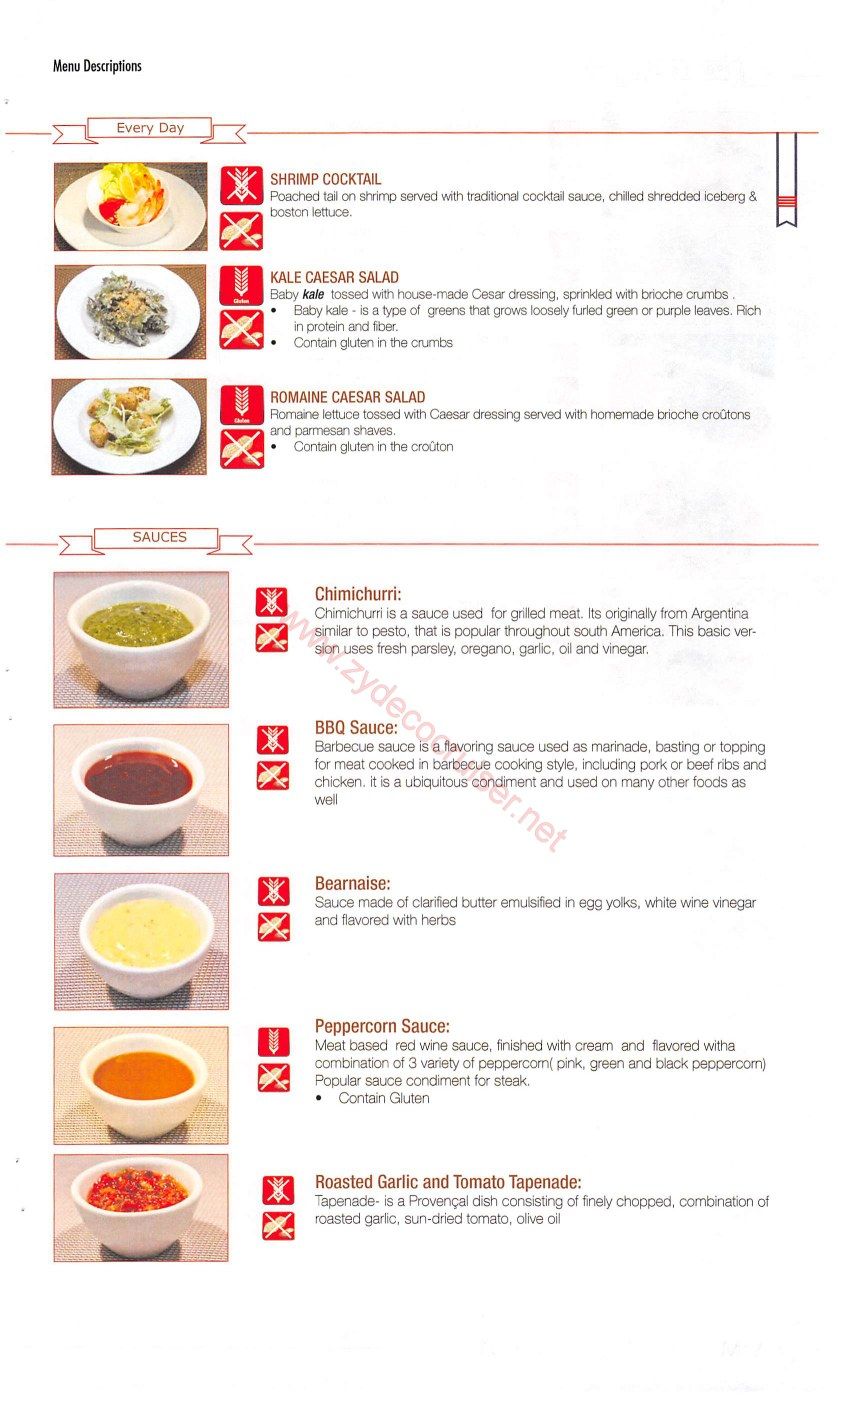 Menu Descriptions
Every Day
SHRIMP COCKTAIL
Poached tail on shrimp served with traditional cocktail sauce, chilled shredded iceberg &
boston lettuce.
Gluten
KALE CAESAR SALAD
Baby kale tossed with house-made Cesar dressing, sprinkled with brioche crumbs .
• Baby kale - is a type of greens that grows loosely furled green or purple leaves. Rich
in protein and fiber.
• Contain gluten in the crumbs
Gluten
ROMAINE CAESAR SALAD
Romaine lettuce tossed with Caesar dressing served with homemade brioche croûtons
and parmesan shaves.
• Contain gluten in the croûton
SAUCES
Chimichurri:
Chimichurri is a sauce used for grilled meat. Its originally from Argentina
similar to pesto, that is popular throughout south America. This basic ver-
sion uses fresh parsley, oregano, garlic, oil and vinegar.
BBQ Sauce:
Barbecue sauce is a flavoring sauce used as marinade, basting or topping
for meat cooked in barbecue cooking style, including pork or beef ribs and
chicken. it is a ubiquitous condiment and used on many other foods as
well
www.zydecocruiser.net
Bearnaise:
Sauce made of clarified butter emulsified in egg yolks, white wine vinegar
and flavored with herbs
Peppercorn Sauce:
Meat based red wine sauce, finished with cream and flavored witha
combination of 3 variety of peppercorn( pink, green and black peppercorn)
Popular sauce condiment for steak.
• Contain Gluten
Roasted Garlic and Tomato Tapenade:
Tapenade- is a Provençal dish consisting of finely chopped, combination of
roasted garlic, sun-dried tomato, olive oil